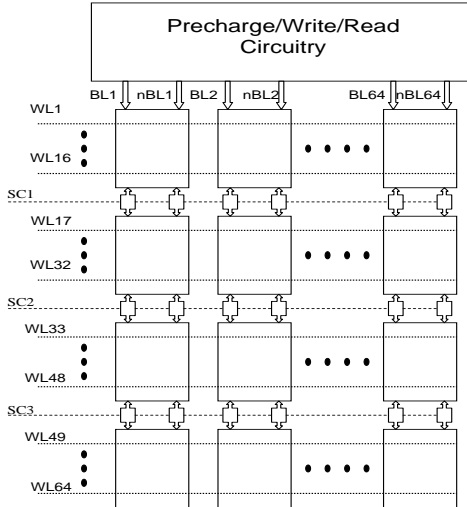 Precharge/Write/Read
Circuitry
BL1 nBL1 BL2 nBL2 BL64 nBL64
WL1
WL16
SC1
WL17
WL32
SC2
WL33
WL48
SC3
WL49
WL64